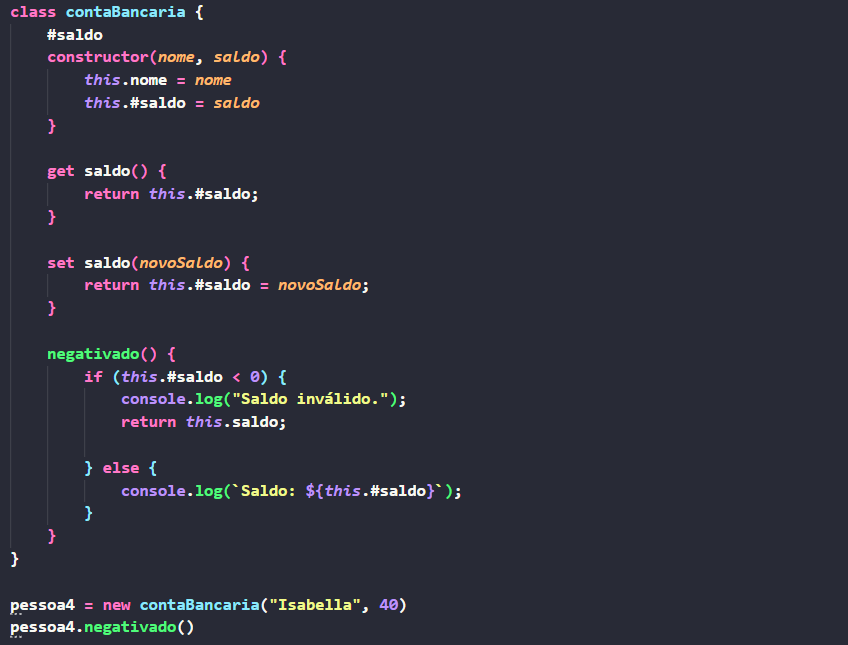 class contaBancaria {
#saldo
constructor(nome, saldo) {
this.nome = nome
this.#saldo = saldo
}
get saldo() {
return this.#saldo;
}
set saldo(novoSaldo) {
return this.#saldo = novoSaldo;
}
negativado() {
if (this.#saldo < 0) {
console.log("Saldo inválido.");
return this.saldo;
} else {
console.log(`Saldo: ${this.#saldo}`);
}
}
}
pessoa4 = new contaBancaria("Isabella", 40)
pessoa4.negativado()